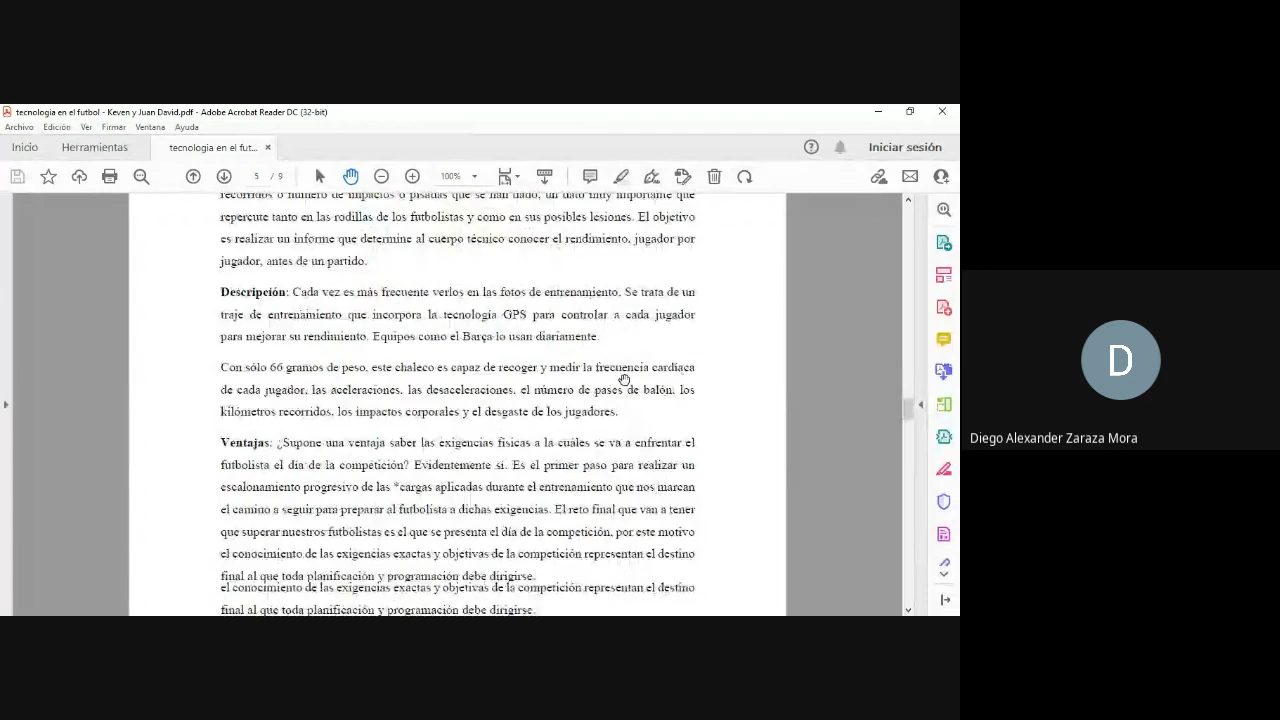 tecnologia en el futbol - Keven y Juan David.pdf - Adobe Acrobat Reader DC (32-bit)
Archivo Edición Ver Firmar Ventana Ayuda
Inicio Herramientas tecnologia en el fut... × Iniciar sesión
5 / 9 100%
recorridos o número de impactos o pisadas que se han dado, un dato muy importante que
repercute tanto en las rodillas de los futbolistas y como en sus posibles lesiones. El objetivo
es realizar un informe que determine al cuerpo técnico conocer el rendimiento, jugador por
jugador, antes de un partido.
Descripción: Cada vez es más frecuente verlos en las fotos de entrenamiento. Se trata de un
traje de entrenamiento que incorpora la tecnología GPS para controlar a cada jugador
para mejorar su rendimiento. Equipos como el Barça lo usan diariamente.
Con sólo 66 gramos de peso, este chaleco es capaz de recoger y medir la frecuencia cardíaca
de cada jugador, las aceleraciones, las desaceleraciones, el número de pases de balón, los
kilómetros recorridos, los impactos corporales y el desgaste de los jugadores.
Ventajas: ¿Supone una ventaja saber las exigencias físicas a la cuáles se va a enfrentar el
futbolista el día de la competición? Evidentemente sí. Es el primer paso para realizar un
escalonamiento progresivo de las *cargas aplicadas durante el entrenamiento que nos marcan
el camino a seguir para preparar al futbolista a dichas exigencias. El reto final que van a tener
que superar nuestros futbolistas es el que se presenta el día de la competición, por este motivo
el conocimiento de las exigencias exactas y objetivas de la competición representan el destino
final al que toda planificación y programación debe dirigirse.
el conocimiento de las exigencias exactas y objetivas de la competición representan el destino
final al que toda planificación y programación debe dirigirse.
D
Diego Alexander Zaraza Mora